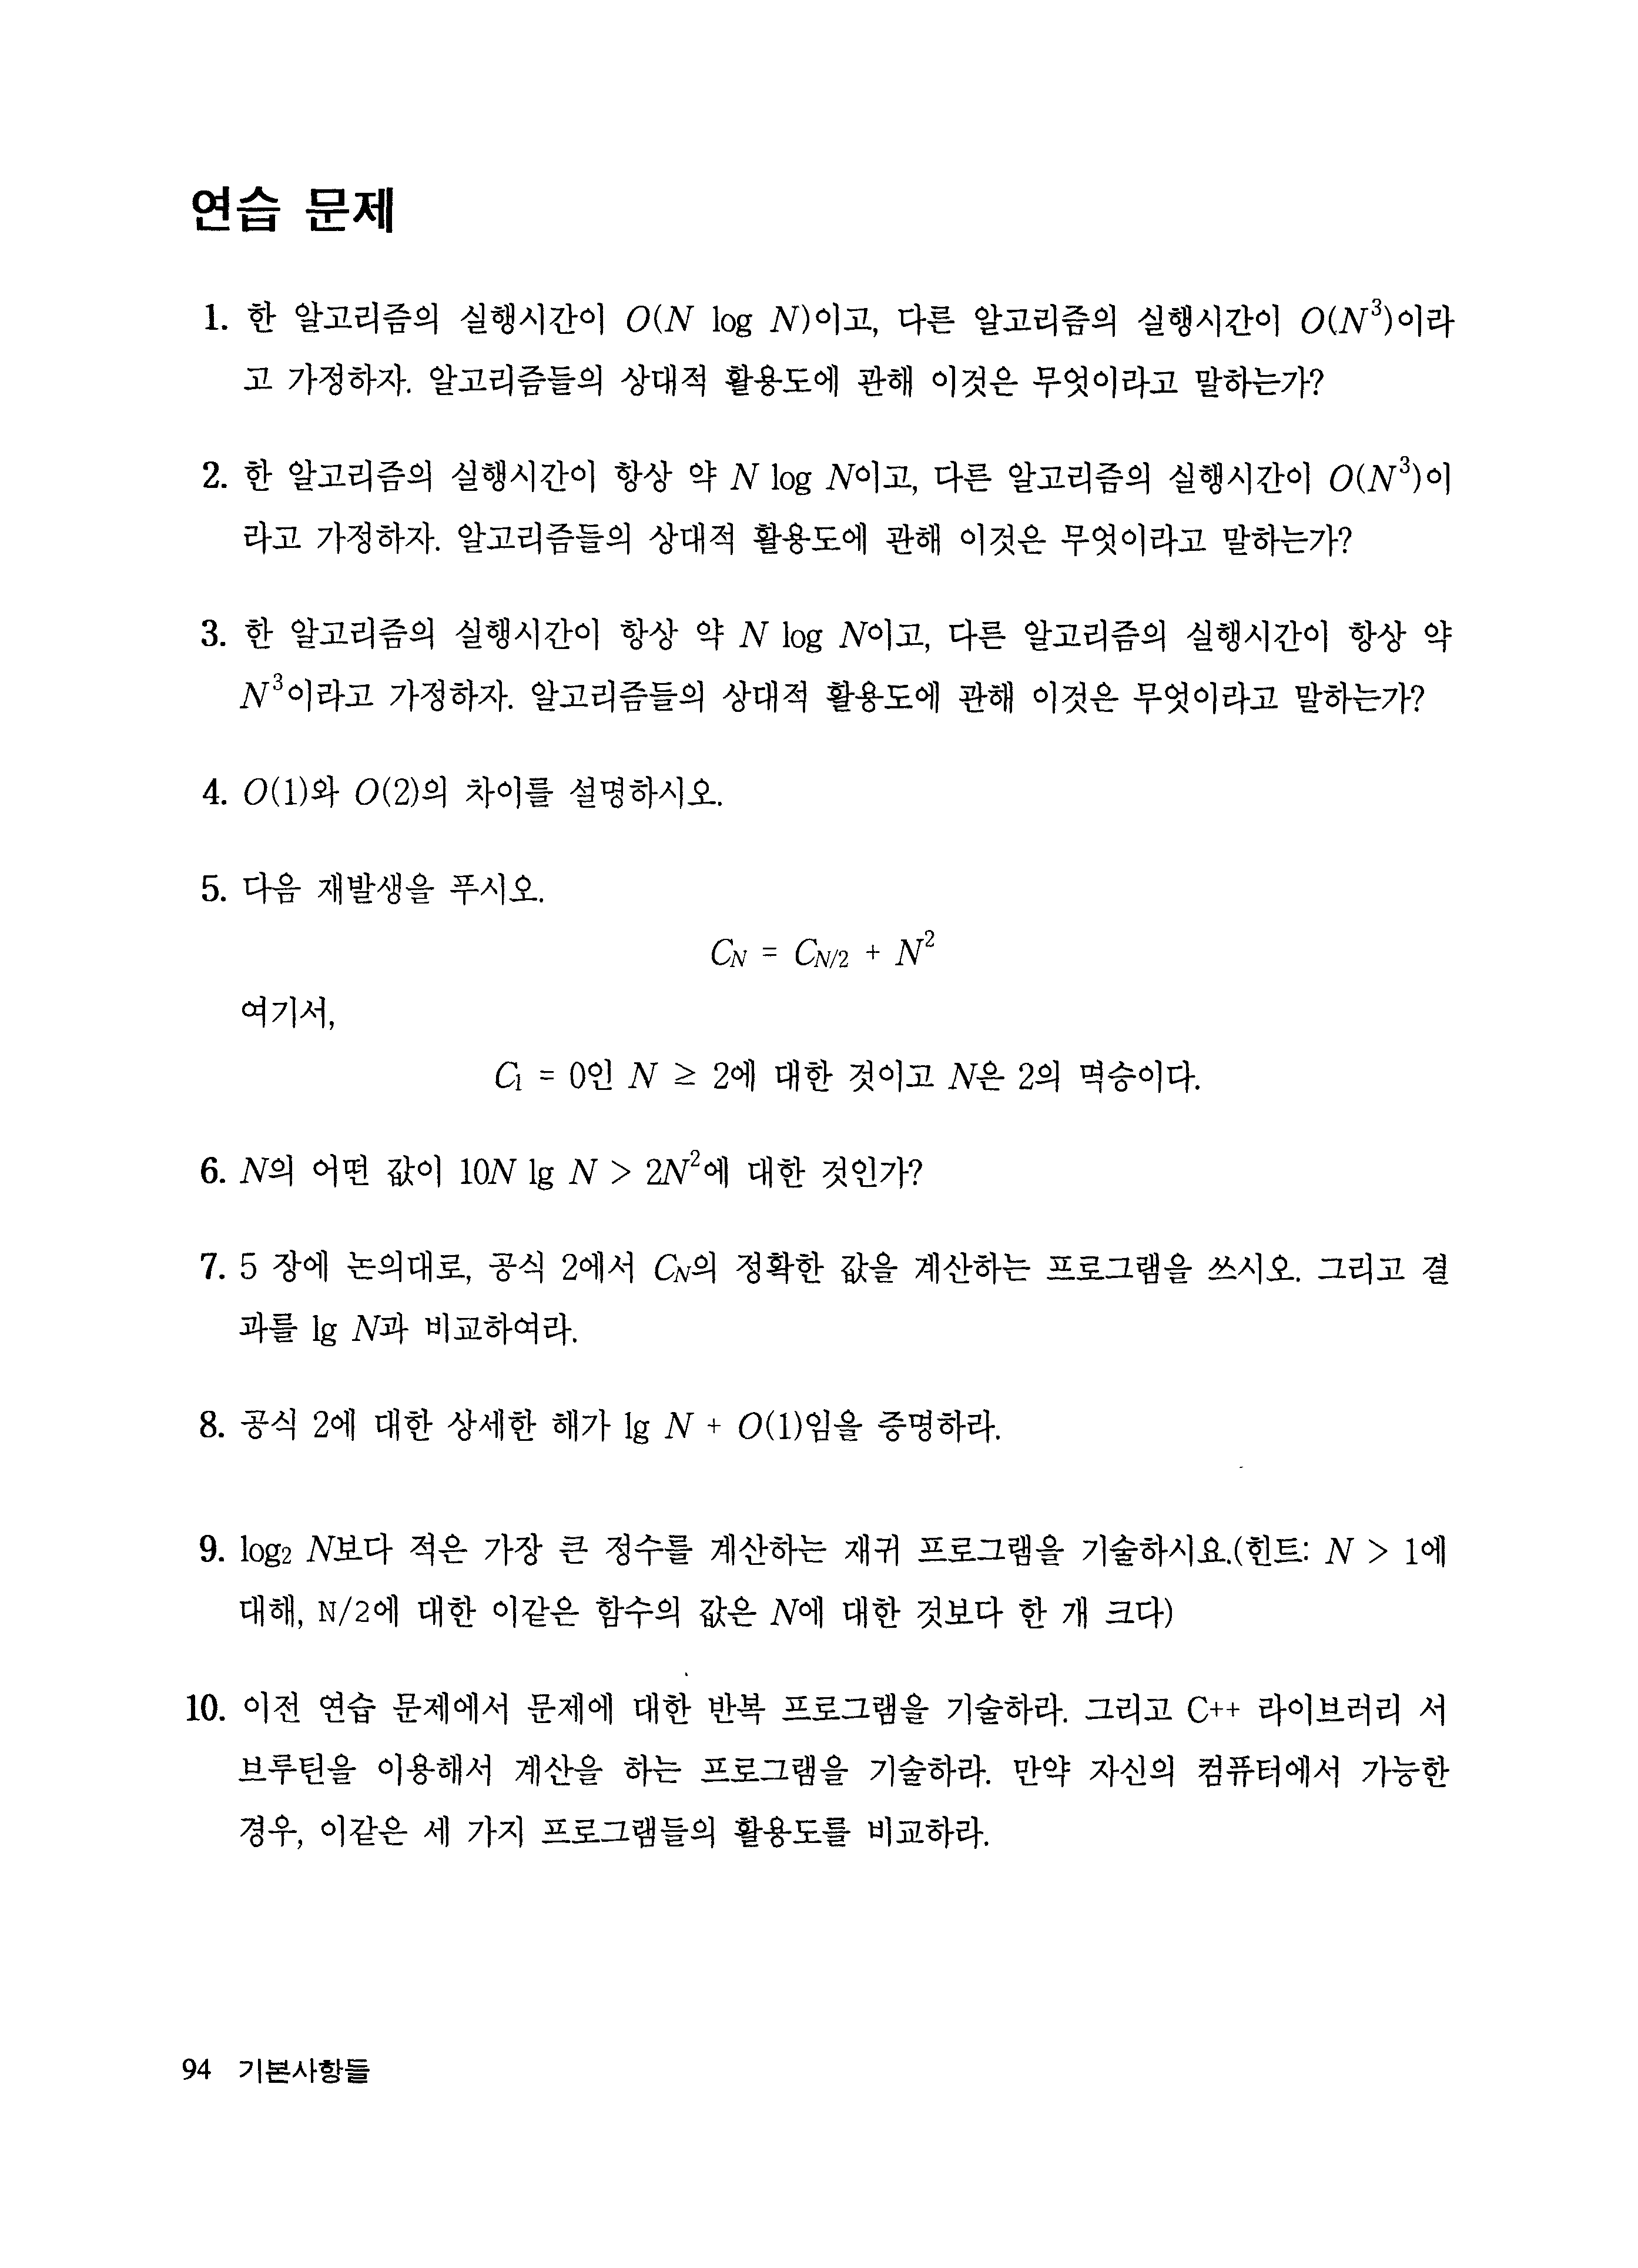 연습 문제
1. 한 알고리즘의 실행시간이 O(N log N)이고, 다른 알고리즘의 실행시간이 O(N³)이라
고 가정하자. 알고리즘들의 상대적 활용도에 관해 이것은 무엇이라고 말하는가?
2. 한 알고리즘의 실행시간이 항상 약 N log N이고, 다른 알고리즘의 실행시간이 O(N³)이
라고 가정하자. 알고리즘들의 상대적 활용도에 관해 이것은 무엇이라고 말하는가?
3. 한 알고리즘의 실행시간이 항상 약 N log N이고, 다른 알고리즘의 실행시간이 항상 약
N³이라고 가정하자. 알고리즘들의 상대적 활용도에 관해 이것은 무엇이라고 말하는가?
4. O(1)와 O(2)의 차이를 설명하시오.
5. 다음 재발생을 푸시오.
C_N = C_{N/2} + N²
여기서,
C₁ = 0인 N ≥ 2에 대한 것이고 N은 2의 멱승이다.
6. N의 어떤 값이 10N lg N > 2N²에 대한 것인가?
7. 5 장에 논의대로, 공식 2에서 C_N의 정확한 값을 계산하는 프로그램을 쓰시오. 그리고 결
과를 lg N과 비교하여라.
8. 공식 2에 대한 상세한 해가 lg N + O(1)임을 증명하라.
9. log₂ N보다 적은 가장 큰 정수를 계산하는 재귀 프로그램을 기술하시요.(힌트: N > 1에
대해, N/2에 대한 이같은 함수의 값은 N에 대한 것보다 한 개 크다)
10. 이전 연습 문제에서 문제에 대한 반복 프로그램을 기술하라. 그리고 C++ 라이브러리 서
브루틴을 이용해서 계산을 하는 프로그램을 기술하라. 만약 자신의 컴퓨터에서 가능한
경우, 이같은 세 가지 프로그램들의 활용도를 비교하라.
94 기본사항들